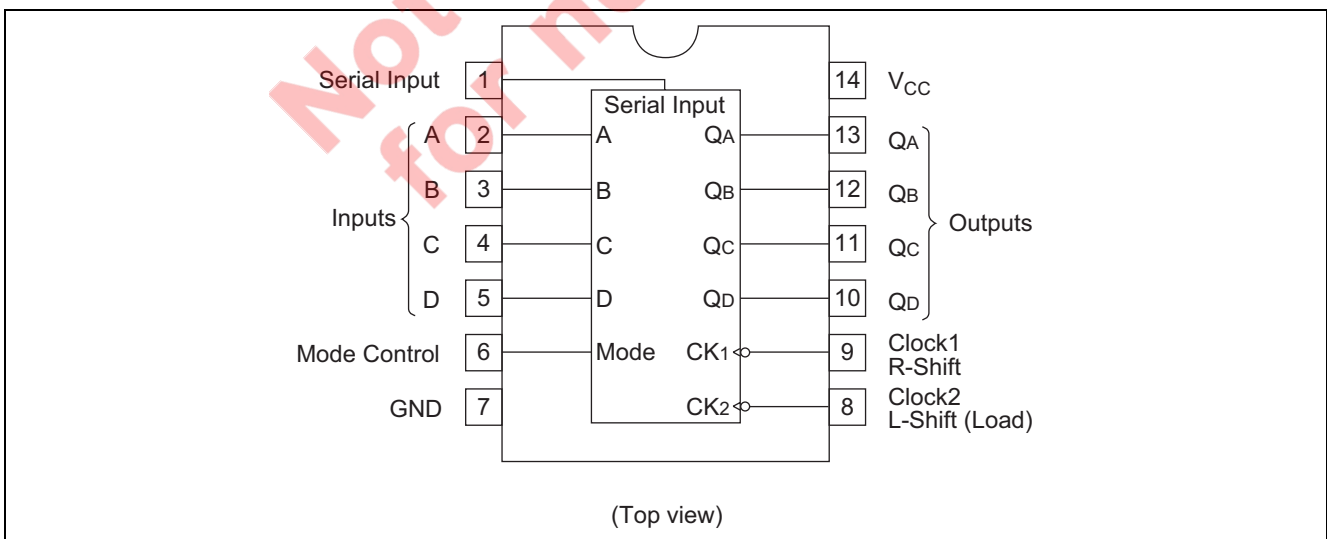 Not
for n
Serial Input 1 Serial Input 14 VCC
A 2 A QA 13 QA
B 3 B QB 12 QB
Inputs Outputs
C 4 C QC 11 QC
D 5 D QD 10 QD
Mode Control 6 Mode CK1 9 Clock1
R-Shift
GND 7 CK2 8 Clock2
L-Shift (Load)
(Top view)